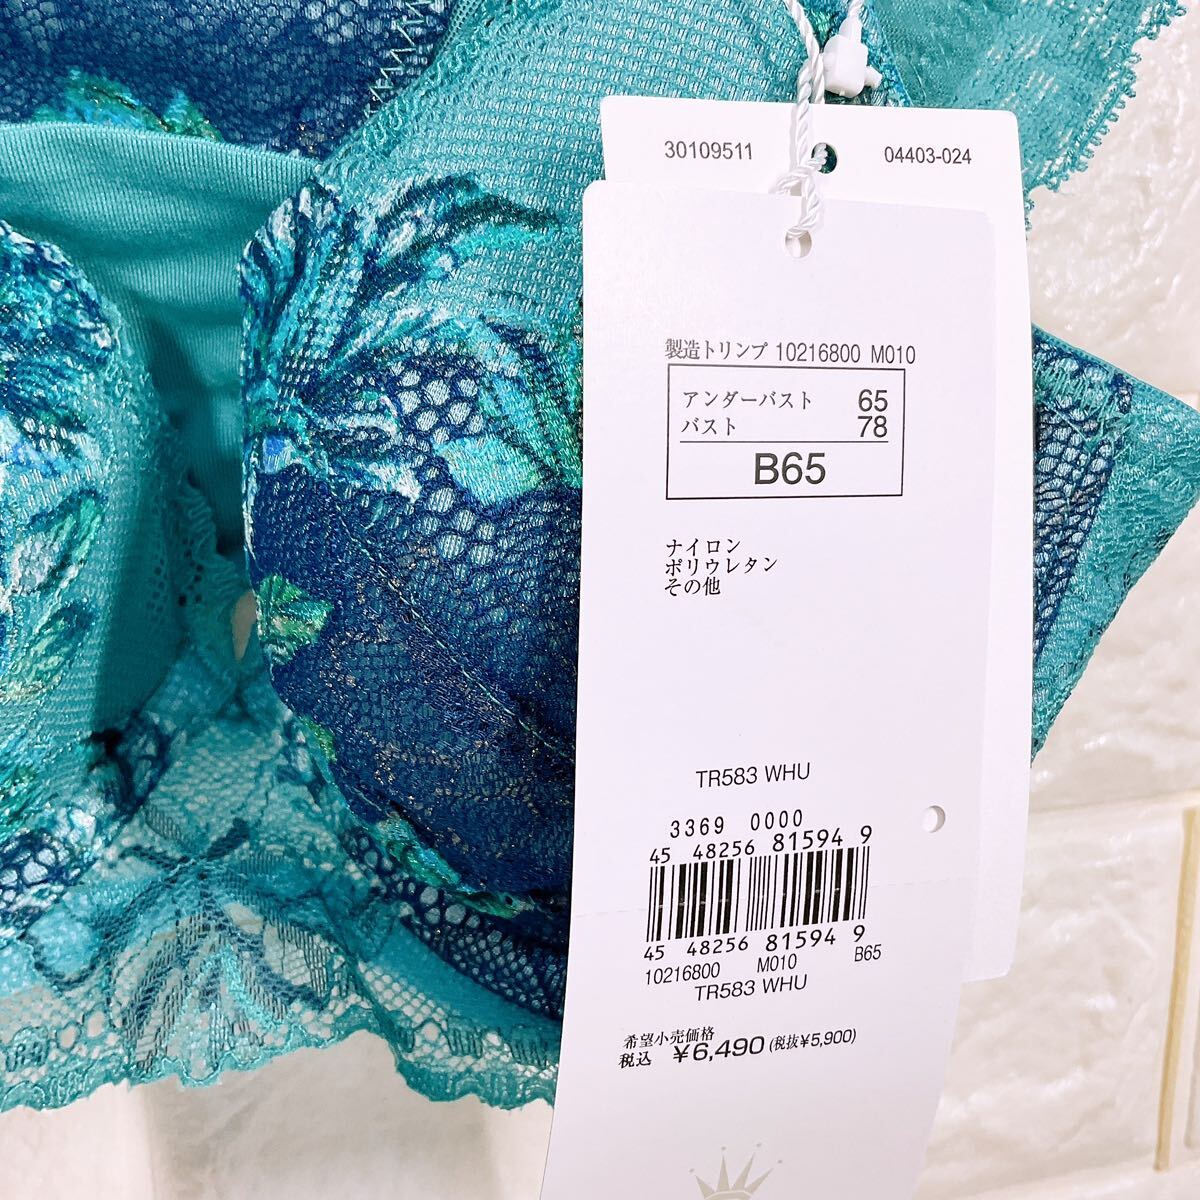 30109511 04403-024
製造トリンプ 10216800 M010
アンダーバスト 65
バスト 78
B65
ナイロン
ポリウレタン
その他
TR583 WHU
3369 0000
45 48256 81594 9
45 48256 81594 9
10216800 M010 B65
TR583 WHU
希望小売価格
税込 ¥6,490 (税抜¥5,900)